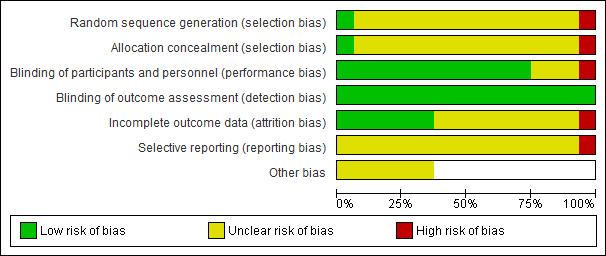 Random sequence generation (selection bias)
Allocation concealment (selection bias)
Blinding of participants and personnel (performance bias)
Blinding of outcome assessment (detection bias)
Incomplete outcome data (attrition bias)
Selective reporting (reporting bias)
Other bias
0% 25% 50% 75% 100%
Low risk of bias Unclear risk of bias High risk of bias